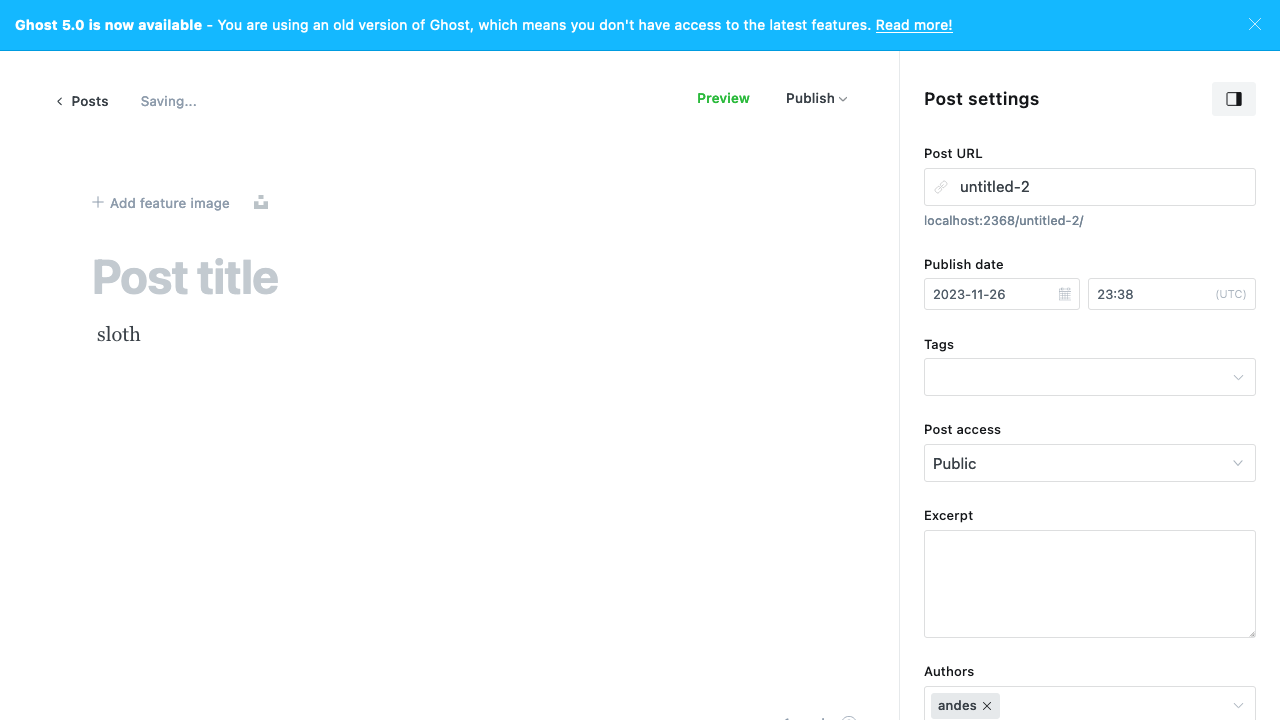 Ghost 5.0 is now available - You are using an old version of Ghost, which means you don't have access to the latest features. Read more!
Posts
Saving...
Preview
Publish
Add feature image
Post title
sloth
Post settings
Post URL
untitled-2
localhost:2368/untitled-2/
Publish date
2023-11-26
23:38
(UTC)
Tags
Post access
Public
Excerpt
Authors
andes